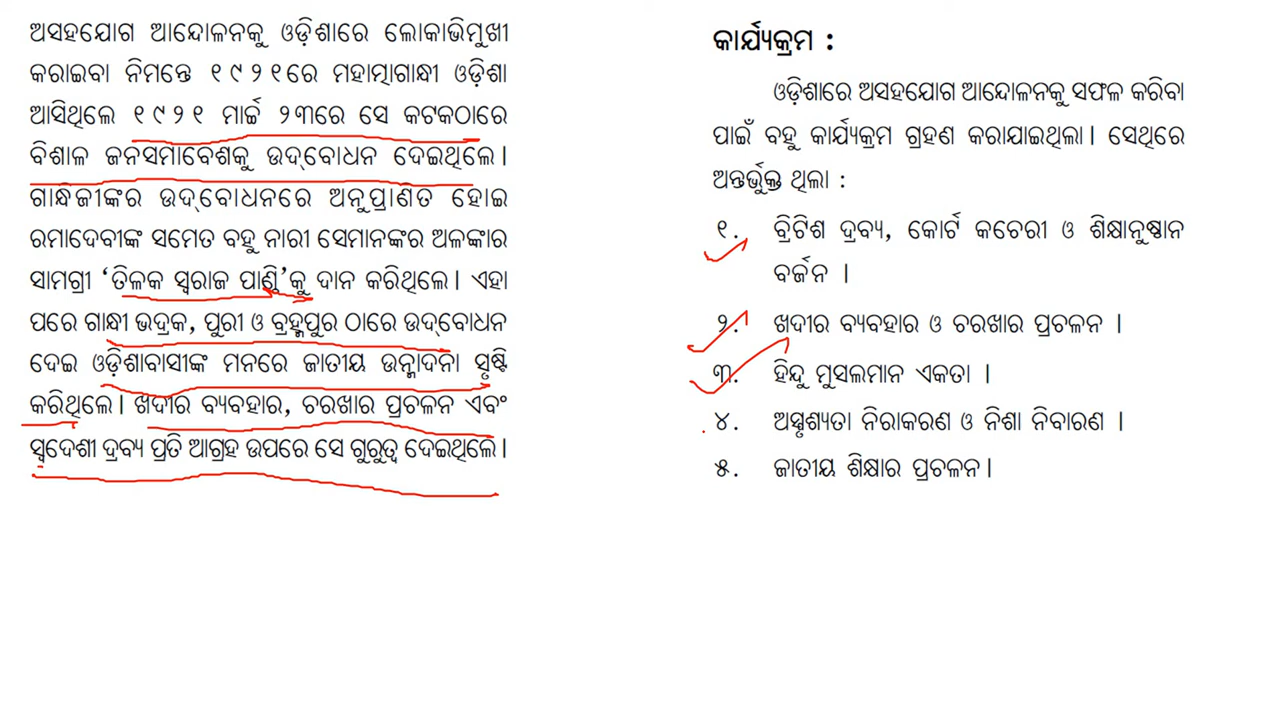 ଅସହଯୋଗ ଆନ୍ଦୋଳନକୁ ଓଡ଼ିଶାରେ ଲୋକାଭିମୁଖୀ
କରାଇବା ନିମନ୍ତେ ୧୯୨୧ରେ ମହାତ୍ମାଗାନ୍ଧୀ ଓଡ଼ିଶା
ଆସିଥିଲେ ୧୯୨୧ ମାର୍ଚ୍ଚ ୨୩ରେ ସେ କଟକଠାରେ
ବିଶାଳ ଜନସମାବେଶକୁ ଉଦ୍‌ବୋଧନ ଦେଇଥିଲେ।
ଗାନ୍ଧିଜୀଙ୍କର ଉଦ୍‌ବୋଧନରେ ଅନୁପ୍ରାଣିତ ହୋଇ
ରମାଦେବୀଙ୍କ ସମେତ ବହୁ ନାରୀ ସେମାନଙ୍କର ଅଳଙ୍କାର
ସାମଗ୍ରୀ ‘ତିଳକ ସ୍ୱରାଜ ପାଣ୍ଠି’କୁ ଦାନ କରିଥିଲେ। ଏହା
ପରେ ଗାନ୍ଧୀ ଭଦ୍ରକ, ପୁରୀ ଓ ବ୍ରହ୍ମପୁର ଠାରେ ଉଦ୍‌ବୋଧନ
ଦେଇ ଓଡ଼ିଶାବାସୀଙ୍କ ମନରେ ଜାତୀୟ ଉନ୍ମାଦନା ସୃଷ୍ଟି
କରିଥିଲେ। ଖଦୀର ବ୍ୟବହାର, ଚରଖାର ପ୍ରଚଳନ ଏବଂ
ସ୍ୱଦେଶୀ ଦ୍ରବ୍ୟ ପ୍ରତି ଆଗ୍ରହ ଉପରେ ସେ ଗୁରୁତ୍ୱ ଦେଇଥିଲେ।
କାର୍ଯ୍ୟକ୍ରମ :
ଓଡ଼ିଶାରେ ଅସହଯୋଗ ଆନ୍ଦୋଳନକୁ ସଫଳ କରିବା
ପାଇଁ ବହୁ କାର୍ଯ୍ୟକ୍ରମ ଗ୍ରହଣ କରାଯାଇଥିଲା। ସେଥିରେ
ଅନ୍ତର୍ଭୁକ୍ତ ଥିଲା :
୧. ବ୍ରିଟିଶ ଦ୍ରବ୍ୟ, କୋର୍ଟ କଚେରୀ ଓ ଶିକ୍ଷାନୁଷ୍ଠାନ
ବର୍ଜନ ।
୨. ଖଦୀର ବ୍ୟବହାର ଓ ଚରଖାର ପ୍ରଚଳନ ।
୩. ହିନ୍ଦୁ ମୁସଲମାନ ଏକତା ।
୪. ଅସ୍ପୃଶ୍ୟତା ନିରାକରଣ ଓ ନିଶା ନିବାରଣ ।
୫. ଜାତୀୟ ଶିକ୍ଷାର ପ୍ରଚଳନ।